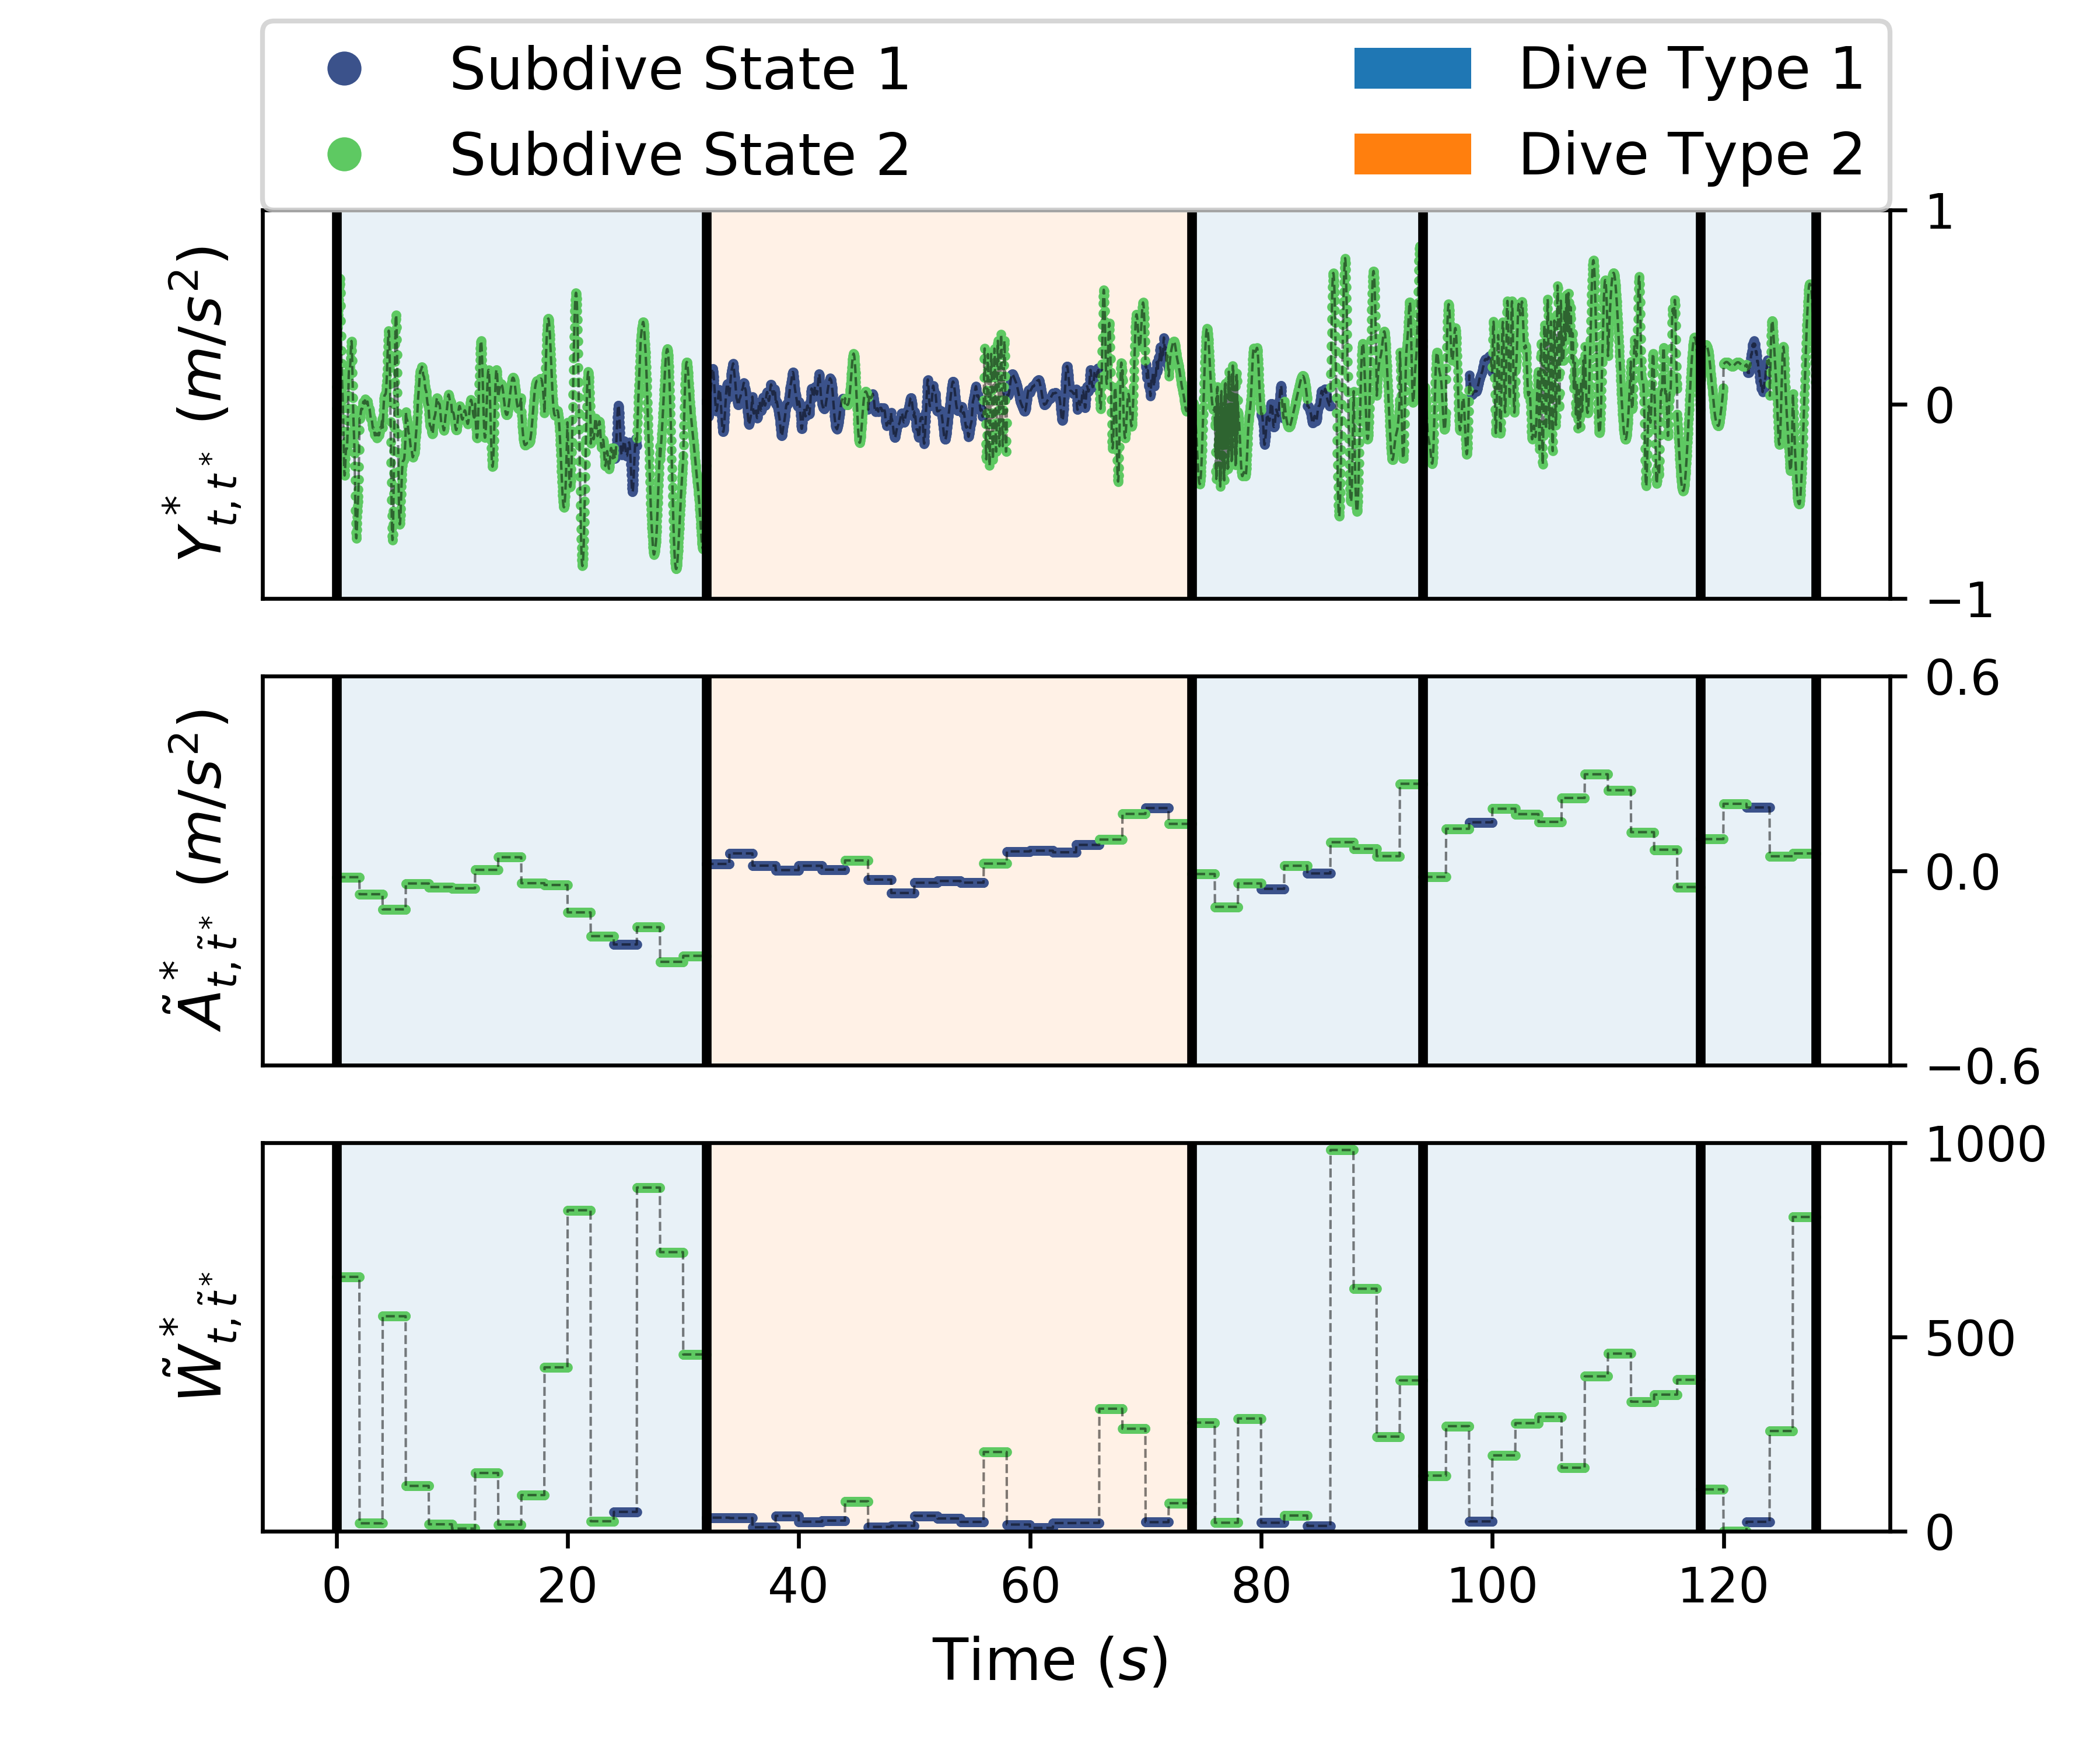 Subdive State 1
Subdive State 2
Dive Type 1
Dive Type 2
Y*_{t, t*} (m/s²)
1
0
−1
Ã*_{t, t̃*} (m/s²)
0.6
0.0
−0.6
W̃*_{t, t̃*}
1000
500
0
0 20 40 60 80 100 120
Time (s)